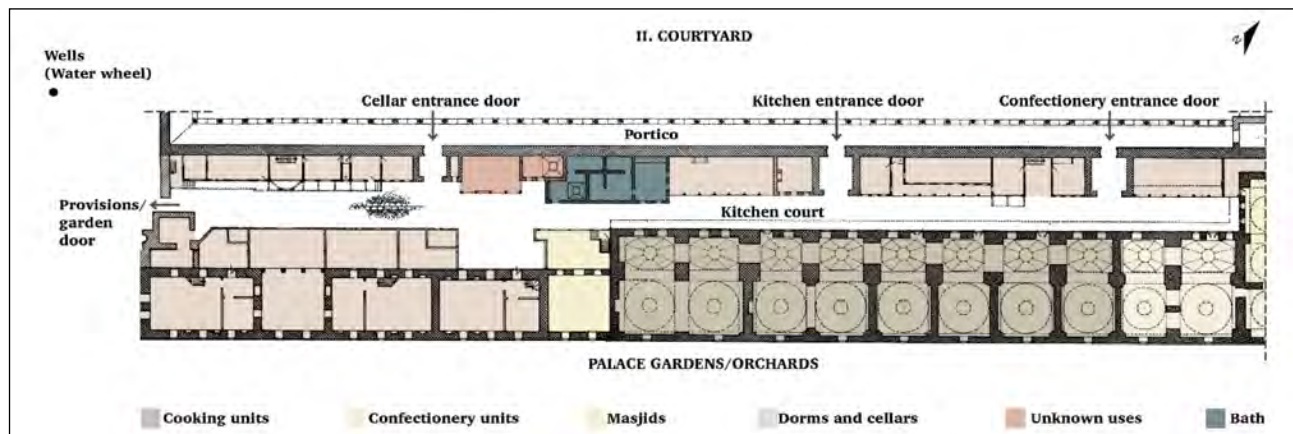 II. COURTYARD
N
Wells
(Water wheel)
Cellar entrance door
Kitchen entrance door
Confectionery entrance door
Portico
Provisions/
garden
door
Kitchen court
PALACE GARDENS/ORCHARDS
Cooking units
Confectionery units
Masjids
Dorms and cellars
Unknown uses
Bath